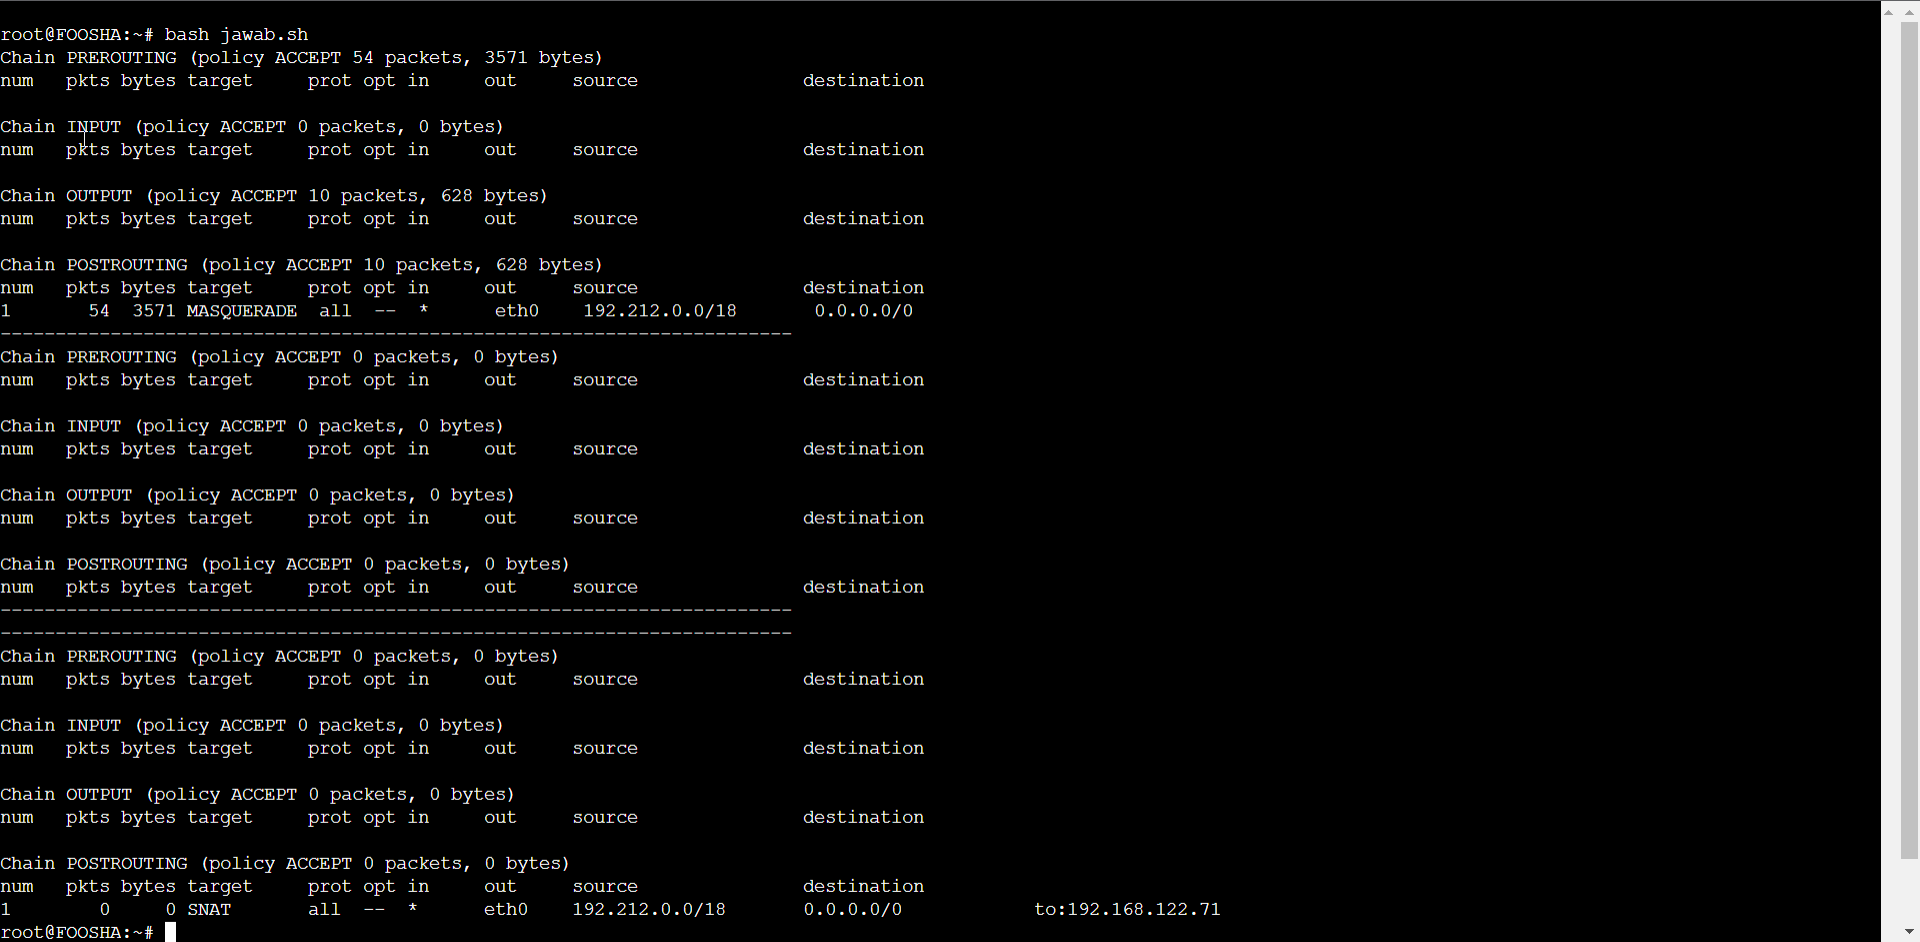 root@FOOSHA:~# bash jawab.sh
Chain PREROUTING (policy ACCEPT 54 packets, 3571 bytes)
num   pkts bytes target     prot opt in     out     source               destination

Chain INPUT (policy ACCEPT 0 packets, 0 bytes)
num   pkts bytes target     prot opt in     out     source               destination

Chain OUTPUT (policy ACCEPT 10 packets, 628 bytes)
num   pkts bytes target     prot opt in     out     source               destination

Chain POSTROUTING (policy ACCEPT 10 packets, 628 bytes)
num   pkts bytes target     prot opt in     out     source               destination
1       54  3571 MASQUERADE  all  --  *      eth0    192.212.0.0/18       0.0.0.0/0
------------------------------------------------------------------------
Chain PREROUTING (policy ACCEPT 0 packets, 0 bytes)
num   pkts bytes target     prot opt in     out     source               destination

Chain INPUT (policy ACCEPT 0 packets, 0 bytes)
num   pkts bytes target     prot opt in     out     source               destination

Chain OUTPUT (policy ACCEPT 0 packets, 0 bytes)
num   pkts bytes target     prot opt in     out     source               destination

Chain POSTROUTING (policy ACCEPT 0 packets, 0 bytes)
num   pkts bytes target     prot opt in     out     source               destination
------------------------------------------------------------------------
------------------------------------------------------------------------
Chain PREROUTING (policy ACCEPT 0 packets, 0 bytes)
num   pkts bytes target     prot opt in     out     source               destination

Chain INPUT (policy ACCEPT 0 packets, 0 bytes)
num   pkts bytes target     prot opt in     out     source               destination

Chain OUTPUT (policy ACCEPT 0 packets, 0 bytes)
num   pkts bytes target     prot opt in     out     source               destination

Chain POSTROUTING (policy ACCEPT 0 packets, 0 bytes)
num   pkts bytes target     prot opt in     out     source               destination
1        0     0 SNAT       all  --  *      eth0    192.212.0.0/18       0.0.0.0/0            to:192.168.122.71
root@FOOSHA:~#